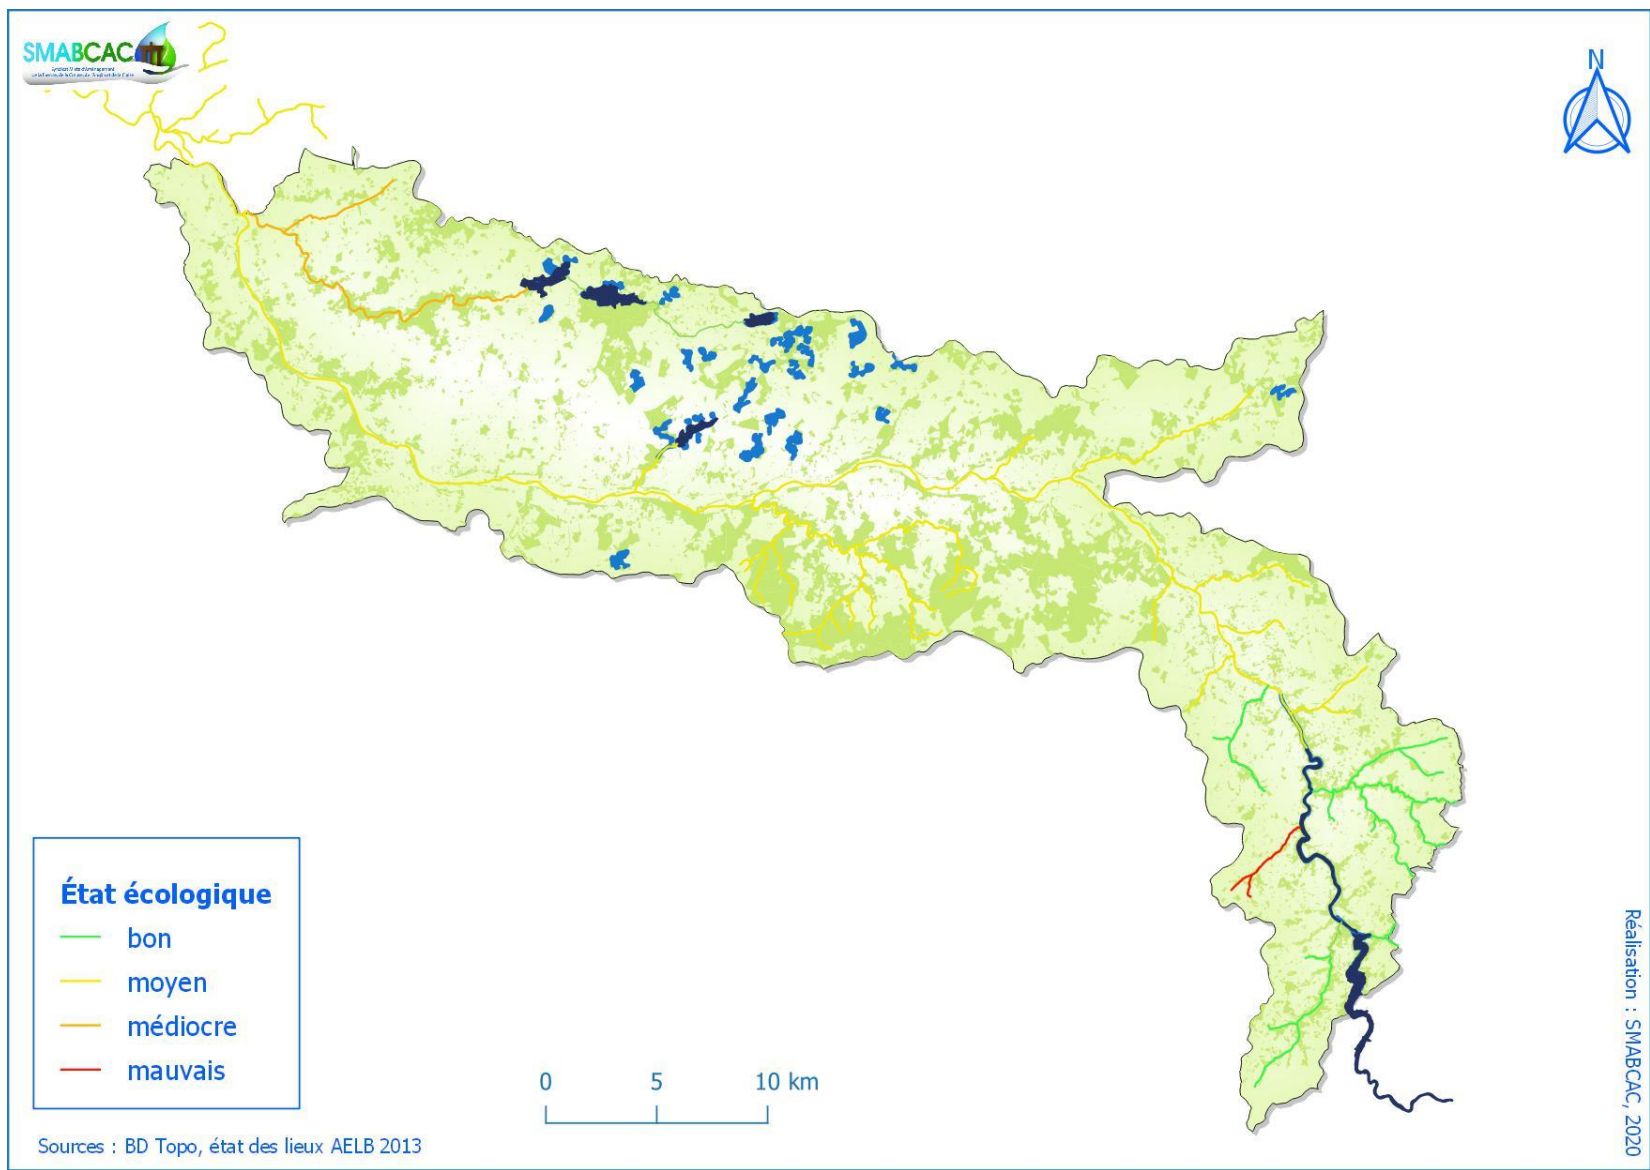 SMABCAC
N
État écologique
bon
moyen
médiocre
mauvais
0 5 10 km
Sources : BD Topo, état des lieux AELB 2013
Réalisation : SMABCAC, 2020